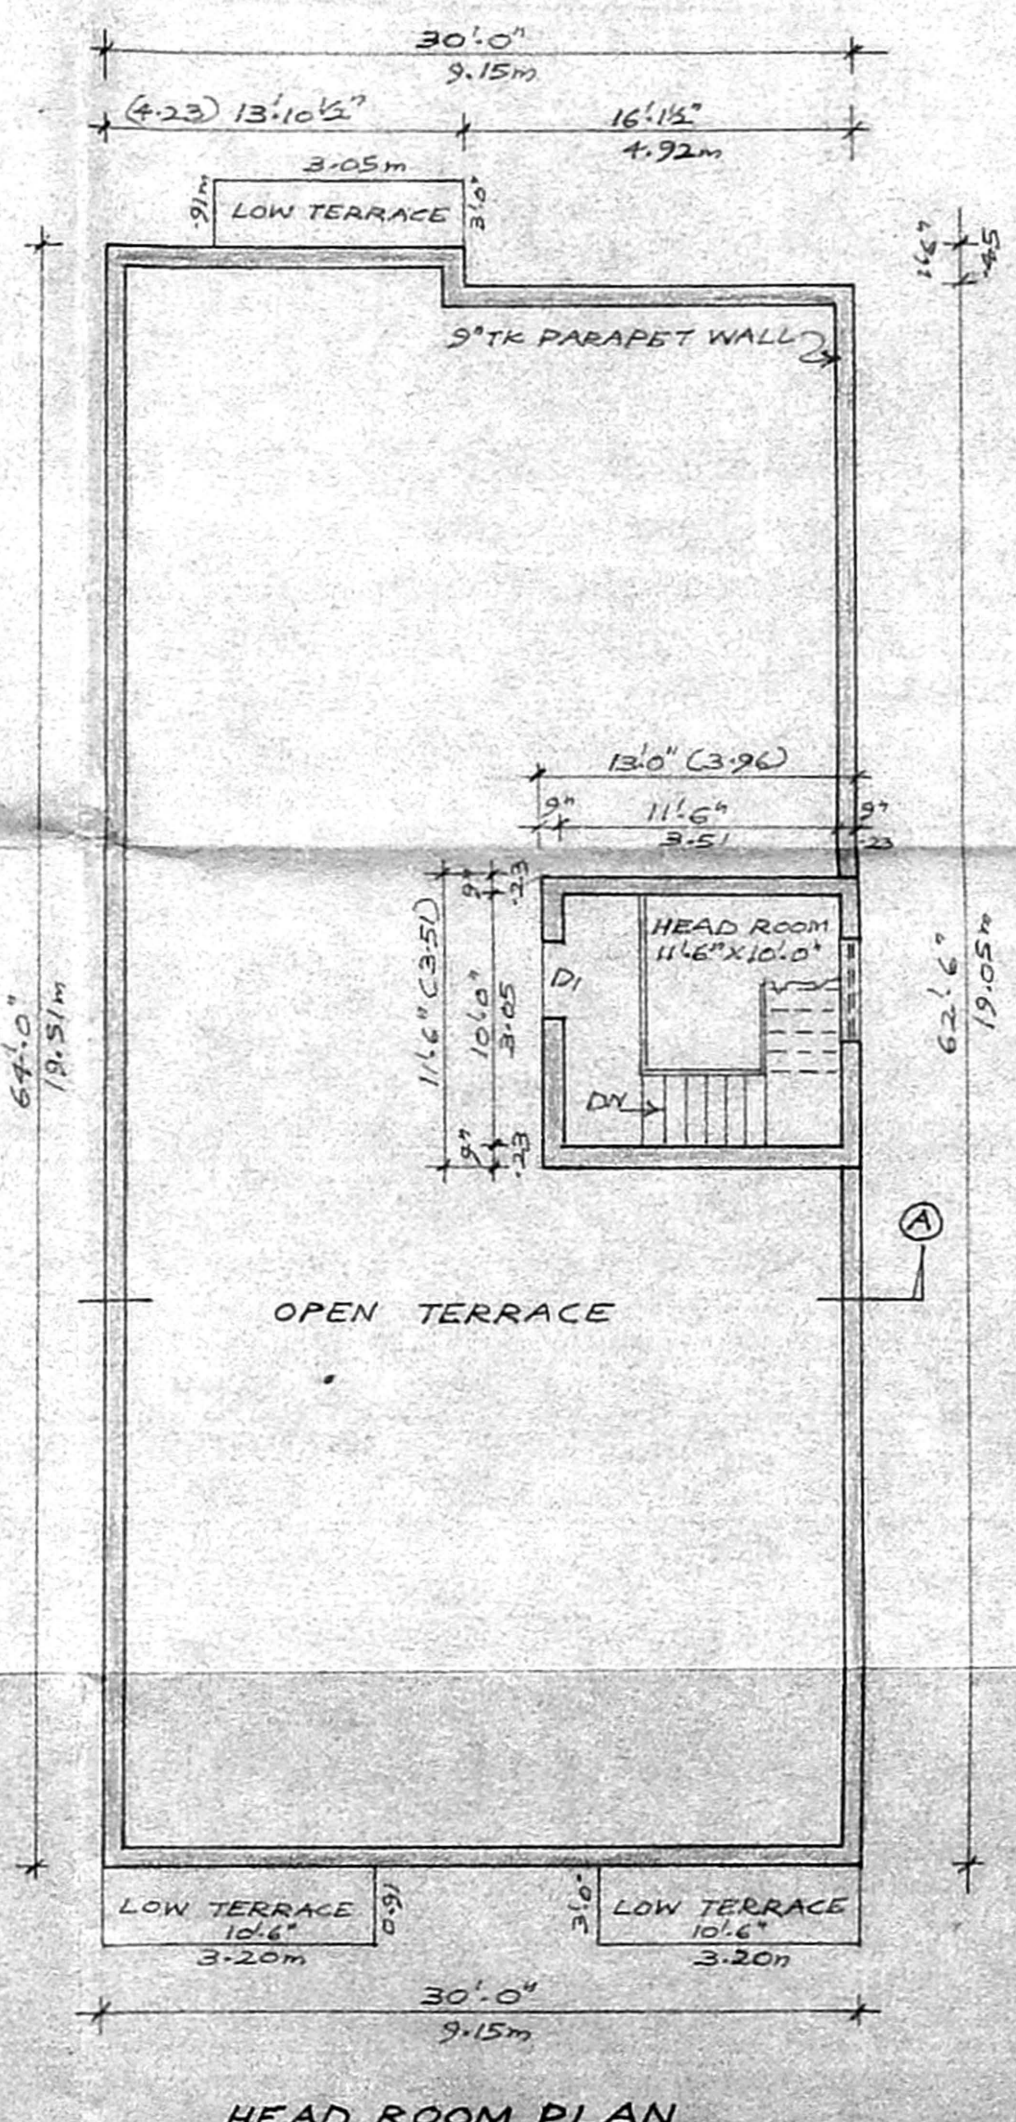 30'-0"
9.15m
(4.23) 13'-10½"
16'-1½"
4.92m
3.05m
.91m
LOW TERRACE
3'-0"
1'-6"
.45
9"TK PARAPET WALL
13'-0" (3.96)
9"
11'-6"
9"
3.51
.23
9"
.23
HEAD ROOM
11'-6" X 10'-0"
11'-6" (3.51)
10'-0"
3.05
D1
DN
9"
.23
64'-0"
19.51m
62'-6"
19.05m
A
OPEN TERRACE
LOW TERRACE
10'-6"
3.20m
0.91
3'-0"
LOW TERRACE
10'-6"
3.20m
30'-0"
9.15m
HEAD ROOM PLAN